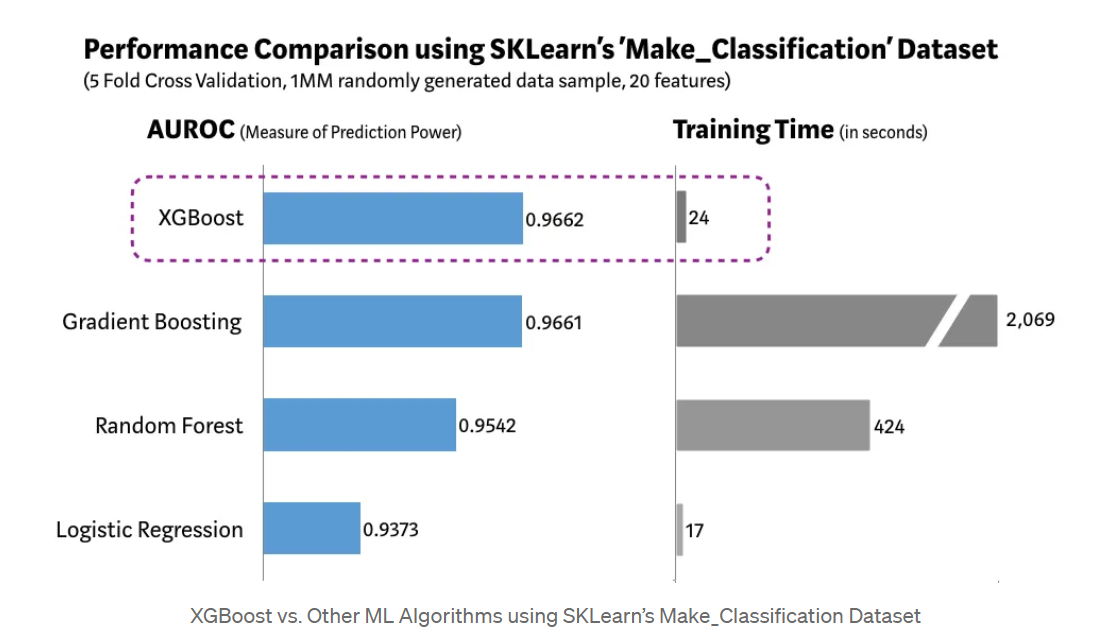 Performance Comparison using SKLearn's 'Make_Classification' Dataset
(5 Fold Cross Validation, 1MM randomly generated data sample, 20 features)
AUROC (Measure of Prediction Power)
Training Time (in seconds)
XGBoost 0.9662 24
Gradient Boosting 0.9661 2,069
Random Forest 0.9542 424
Logistic Regression 0.9373 17
XGBoost vs. Other ML Algorithms using SKLearn's Make_Classification Dataset